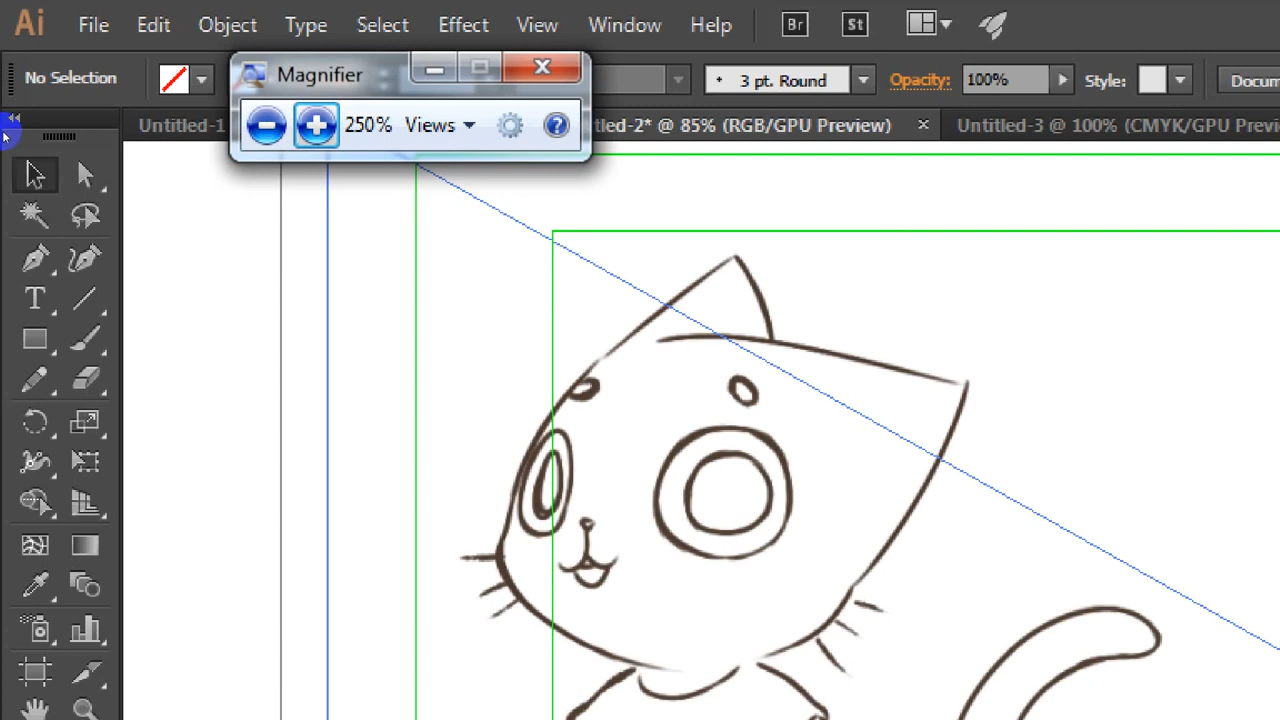 Ai File Edit Object Type Select Effect View Window Help Br St
No Selection 3 pt. Round Opacity: 100% Style: Docum
Magnifier
250% Views ?
Untitled-1 tled-2* @ 85% (RGB/GPU Preview) × Untitled-3 @ 100% (CMYK/GPU Previ
T